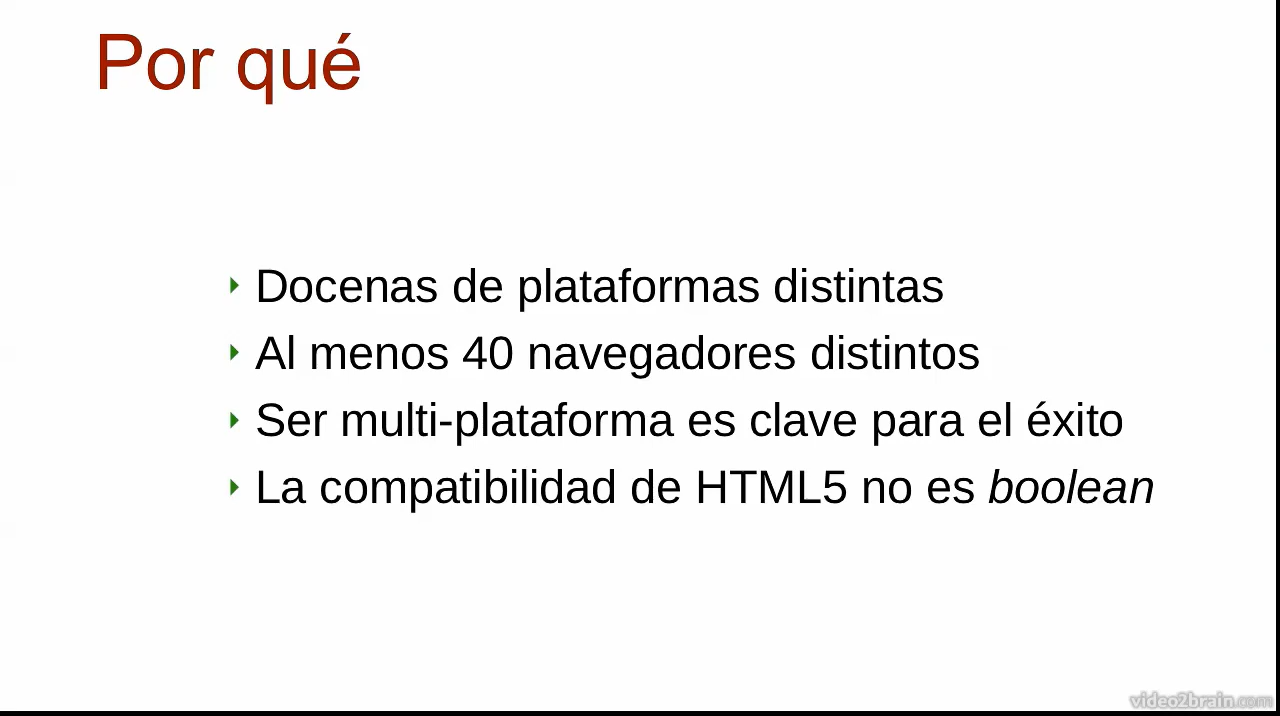 Por qué
Docenas de plataformas distintas
Al menos 40 navegadores distintos
Ser multi-plataforma es clave para el éxito
La compatibilidad de HTML5 no es boolean
video2brain.com